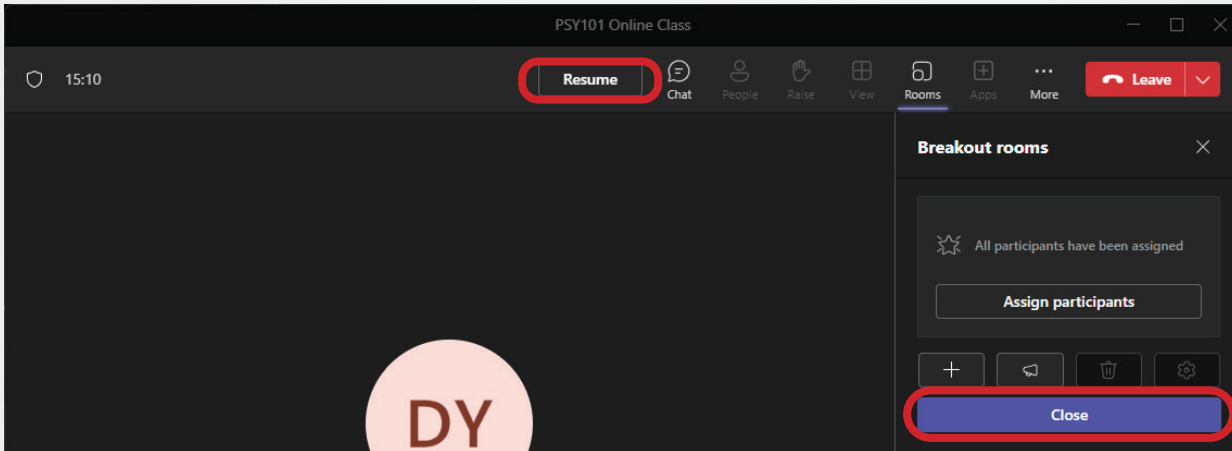 PSY101 Online Class
15:10
Resume
Chat
People
Raise
View
Rooms
Apps
More
Leave
Breakout rooms
All participants have been assigned
Assign participants
Close
DY